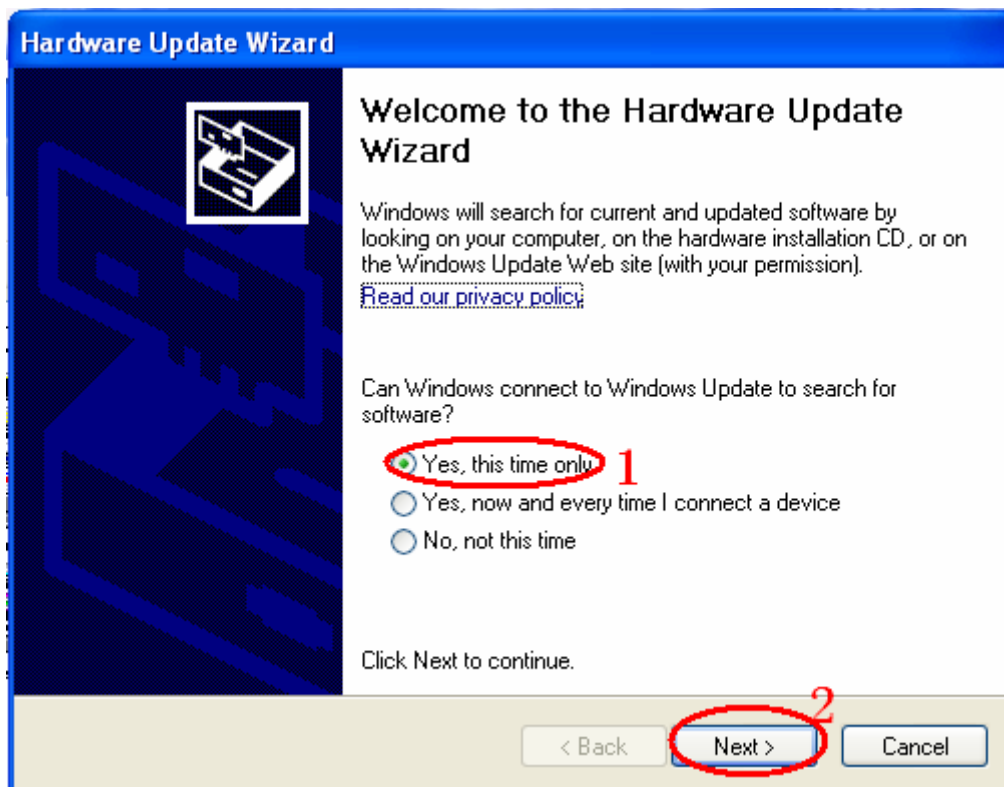 Hardware Update Wizard
Welcome to the Hardware Update
Wizard
Windows will search for current and updated software by
looking on your computer, on the hardware installation CD, or on
the Windows Update Web site (with your permission).
Read our privacy policy
Can Windows connect to Windows Update to search for
software?
Yes, this time only 1
Yes, now and every time I connect a device
No, not this time
Click Next to continue.
2
< Back Next > Cancel